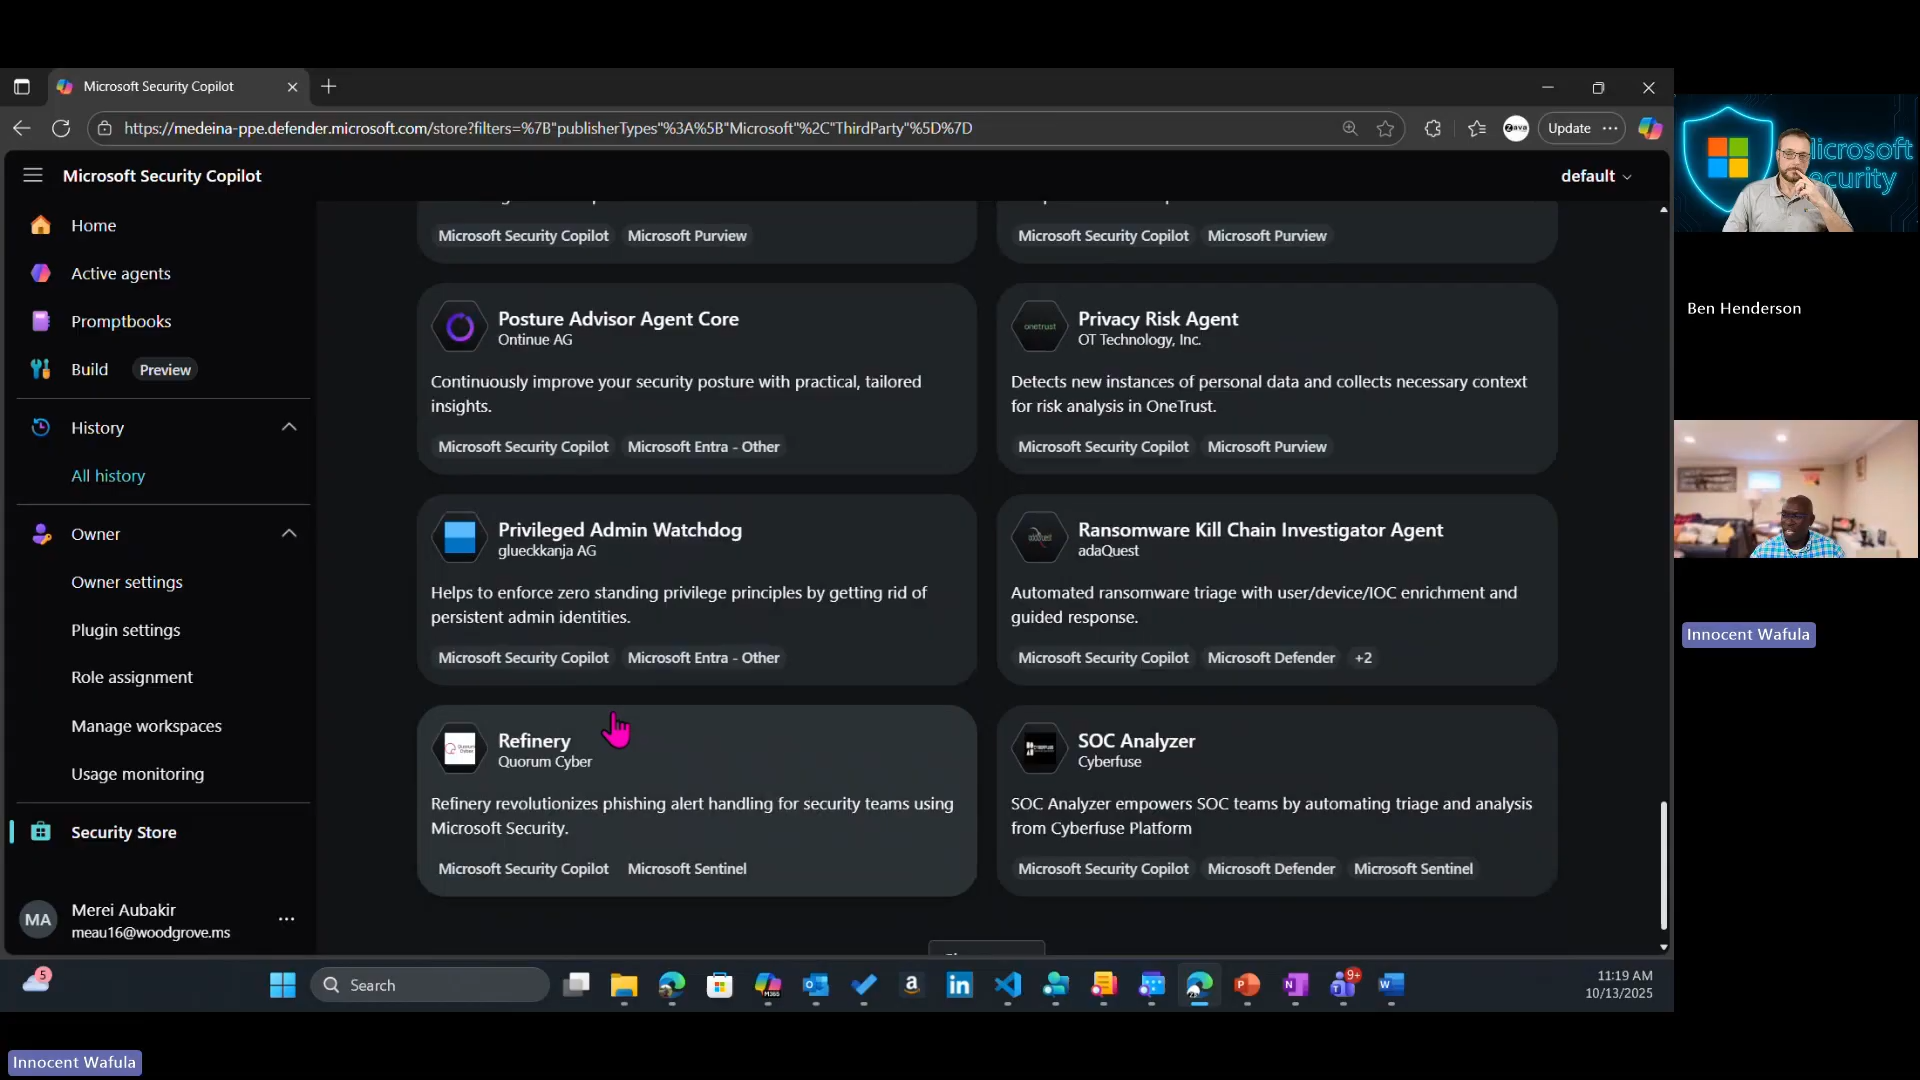 Microsoft Security Copilot
https://medeina-ppe.defender.microsoft.com/store?filters=%7B"publisherTypes"%3A%5B"Microsoft"%2C"ThirdParty"%5D%7D
zava
Update
Microsoft Security Copilot
default
Home
Active agents
Promptbooks
Build Preview
History
All history
Owner
Owner settings
Plugin settings
Role assignment
Manage workspaces
Usage monitoring
Security Store
MA
Merei Aubakir
meau16@woodgrove.ms
Microsoft Security Copilot Microsoft Purview
Microsoft Security Copilot Microsoft Purview
Posture Advisor Agent Core
Ontinue AG
Continuously improve your security posture with practical, tailored
insights.
Microsoft Security Copilot Microsoft Entra - Other
onetrust
Privacy Risk Agent
OT Technology, Inc.
Detects new instances of personal data and collects necessary context
for risk analysis in OneTrust.
Microsoft Security Copilot Microsoft Purview
Privileged Admin Watchdog
glueckkanja AG
Helps to enforce zero standing privilege principles by getting rid of
persistent admin identities.
Microsoft Security Copilot Microsoft Entra - Other
Ransomware Kill Chain Investigator Agent
adaQuest
Automated ransomware triage with user/device/IOC enrichment and
guided response.
Microsoft Security Copilot Microsoft Defender +2
Refinery
Quorum Cyber
Refinery revolutionizes phishing alert handling for security teams using
Microsoft Security.
Microsoft Security Copilot Microsoft Sentinel
SOC Analyzer
Cyberfuse
SOC Analyzer empowers SOC teams by automating triage and analysis
from Cyberfuse Platform
Microsoft Security Copilot Microsoft Defender Microsoft Sentinel
5
Search
M365
9+
11:19 AM
10/13/2025
Ben Henderson
Innocent Wafula
Innocent Wafula